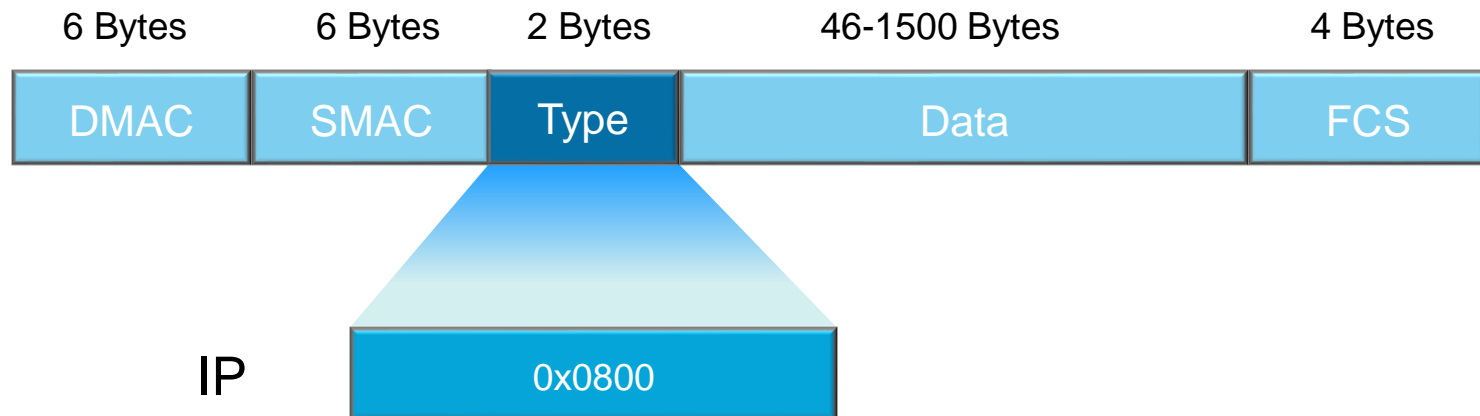 6 Bytes 6 Bytes 2 Bytes 46-1500 Bytes 4 Bytes
DMAC SMAC Type Data FCS
IP 0x0800